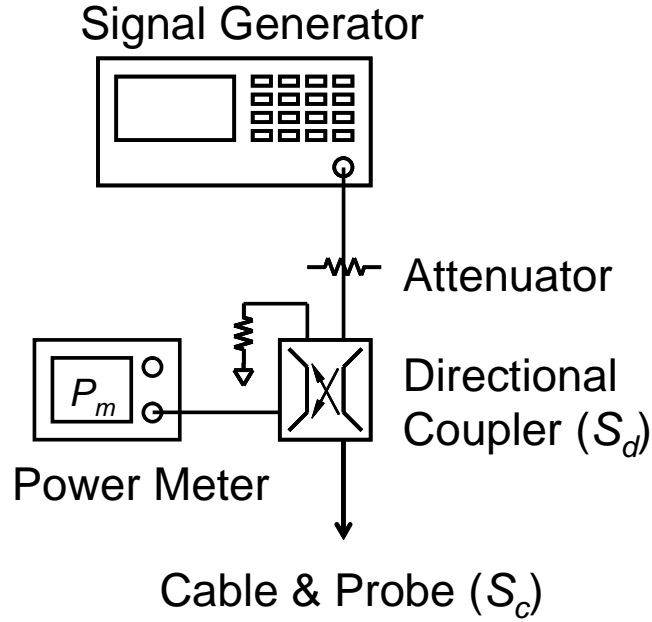 Signal Generator
Attenuator
P_m
Directional
Coupler (S_d)
Power Meter
Cable & Probe (S_c)